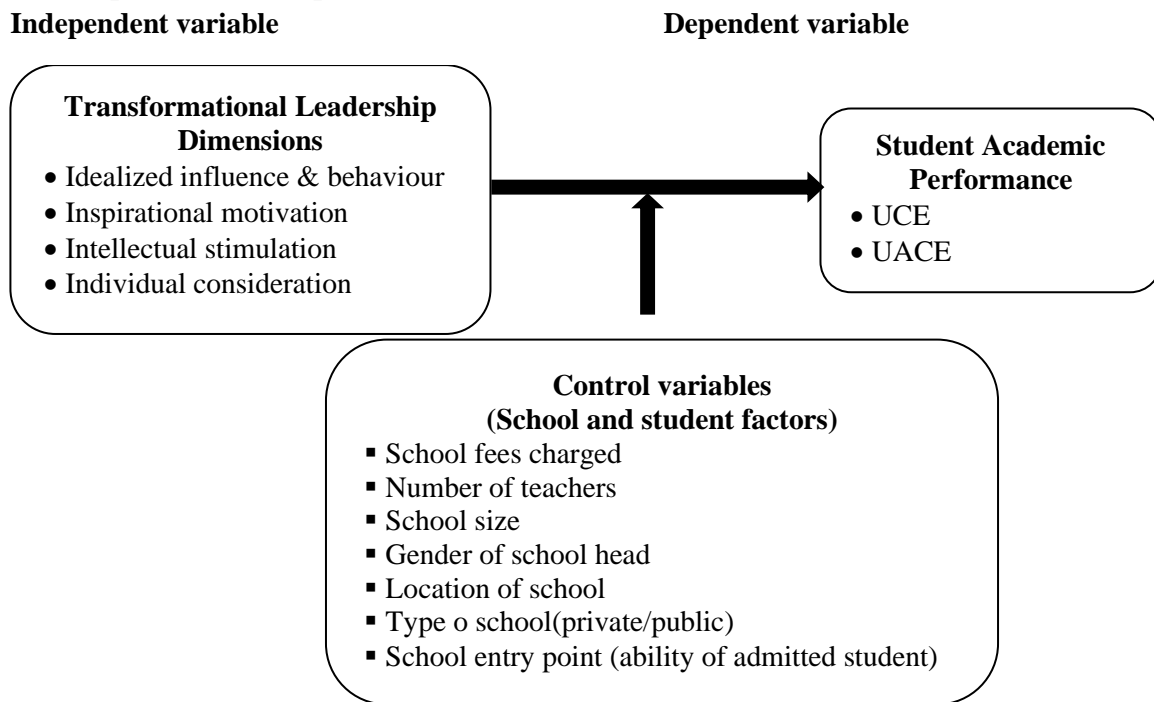 Independent variable
Dependent variable
Transformational Leadership
Dimensions
• Idealized influence & behaviour
• Inspirational motivation
• Intellectual stimulation
• Individual consideration
Student Academic
Performance
• UCE
• UACE
Control variables
(School and student factors)
▪ School fees charged
▪ Number of teachers
▪ School size
▪ Gender of school head
▪ Location of school
▪ Type o school(private/public)
▪ School entry point (ability of admitted student)